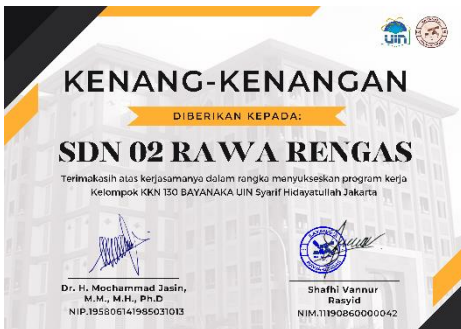 uin
KENANG-KENANGAN
DIBERIKAN KEPADA:
SDN 02 RAWA RENGAS
Terimakasih atas kerjasamanya dalam rangka menyukseskan program kerja
Kelompok KKN 130 BAYANAKA UIN Syarif Hidayatullah Jakarta
Dr. H. Mochammad Jasin,
M.M., M.H., Ph.D
NIP.195806141985031013
Shafhi Vannur
Rasyid
NIM.11190860000042